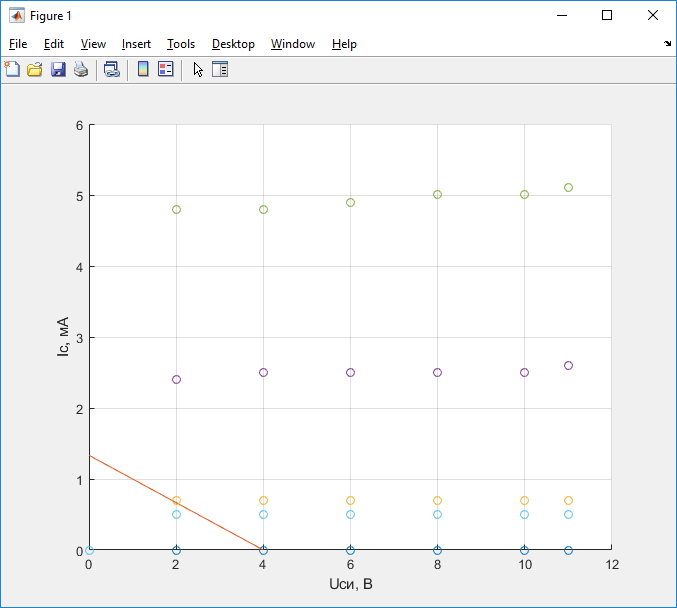 Figure 1
File Edit View Insert Tools Desktop Window Help
6
5
4
3
2
1
0
0 2 4 6 8 10 12
Ic, мА
Uси, В